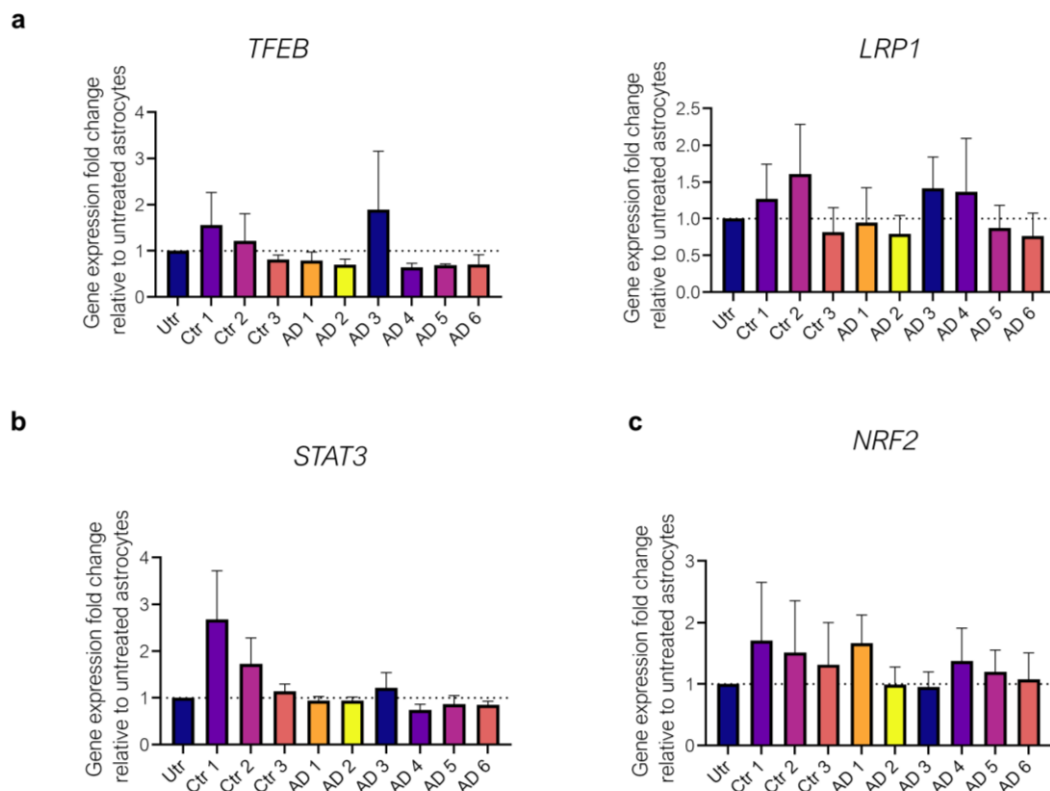 a
TFEB
Gene expression fold change
relative to untreated astrocytes
4
3
2
1
0
Utr
Ctr 1
Ctr 2
Ctr 3
AD 1
AD 2
AD 3
AD 4
AD 5
AD 6
LRP1
Gene expression fold change
relative to untreated astrocytes
2.5
2.0
1.5
1.0
0.5
0.0
Utr
Ctr 1
Ctr 2
Ctr 3
AD 1
AD 2
AD 3
AD 4
AD 5
AD 6
b
STAT3
Gene expression fold change
relative to untreated astrocytes
4
3
2
1
0
Utr
Ctr 1
Ctr 2
Ctr 3
AD 1
AD 2
AD 3
AD 4
AD 5
AD 6
c
NRF2
Gene expression fold change
relative to untreated astrocytes
3
2
1
0
Utr
Ctr 1
Ctr 2
Ctr 3
AD 1
AD 2
AD 3
AD 4
AD 5
AD 6